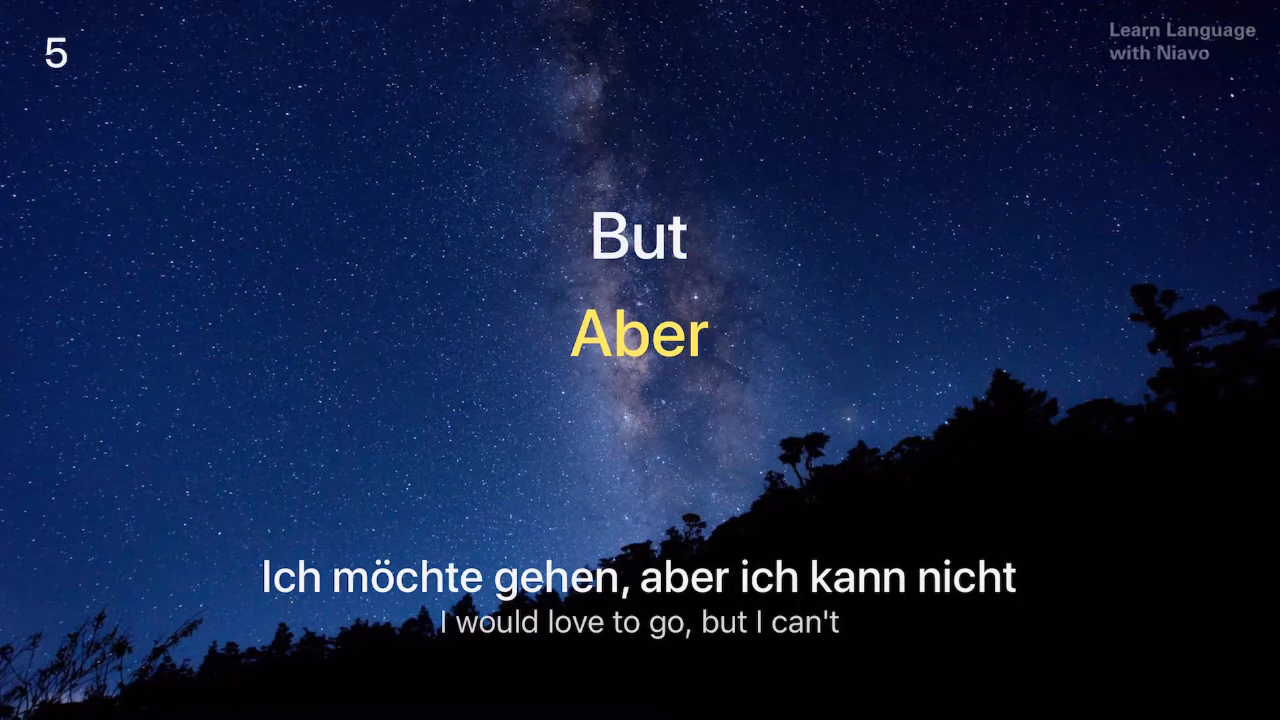 5
Learn Language
with Niavo
But
Aber
Ich möchte gehen, aber ich kann nicht
I would love to go, but I can't